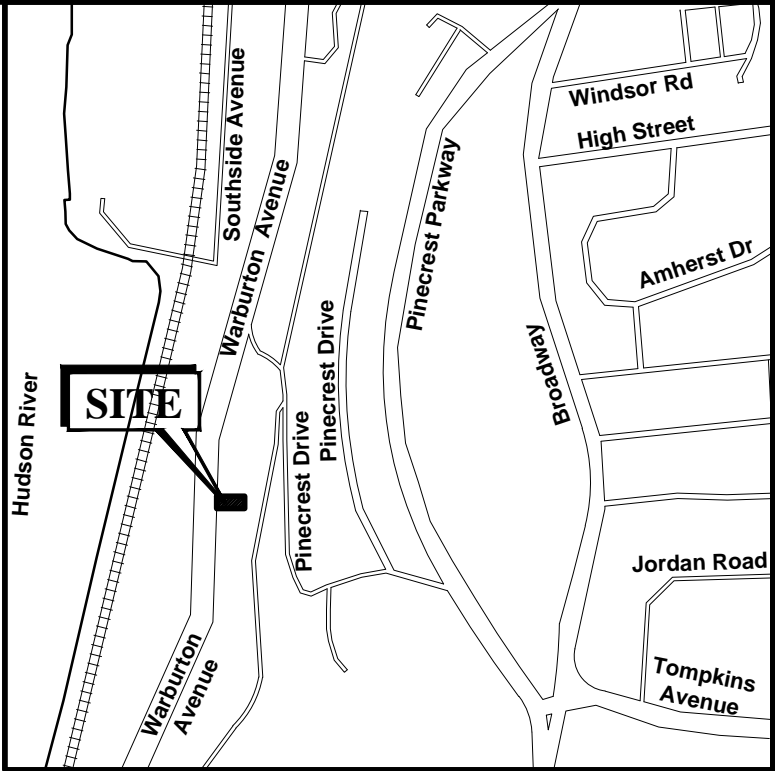 Windsor Rd
High Street
Southside Avenue
Warburton Avenue
Pinecrest Parkway
Amherst Dr
Pinecrest Drive
Broadway
SITE
Hudson River
Pinecrest Drive
Jordan Road
Warburton
Avenue
Tompkins
Avenue